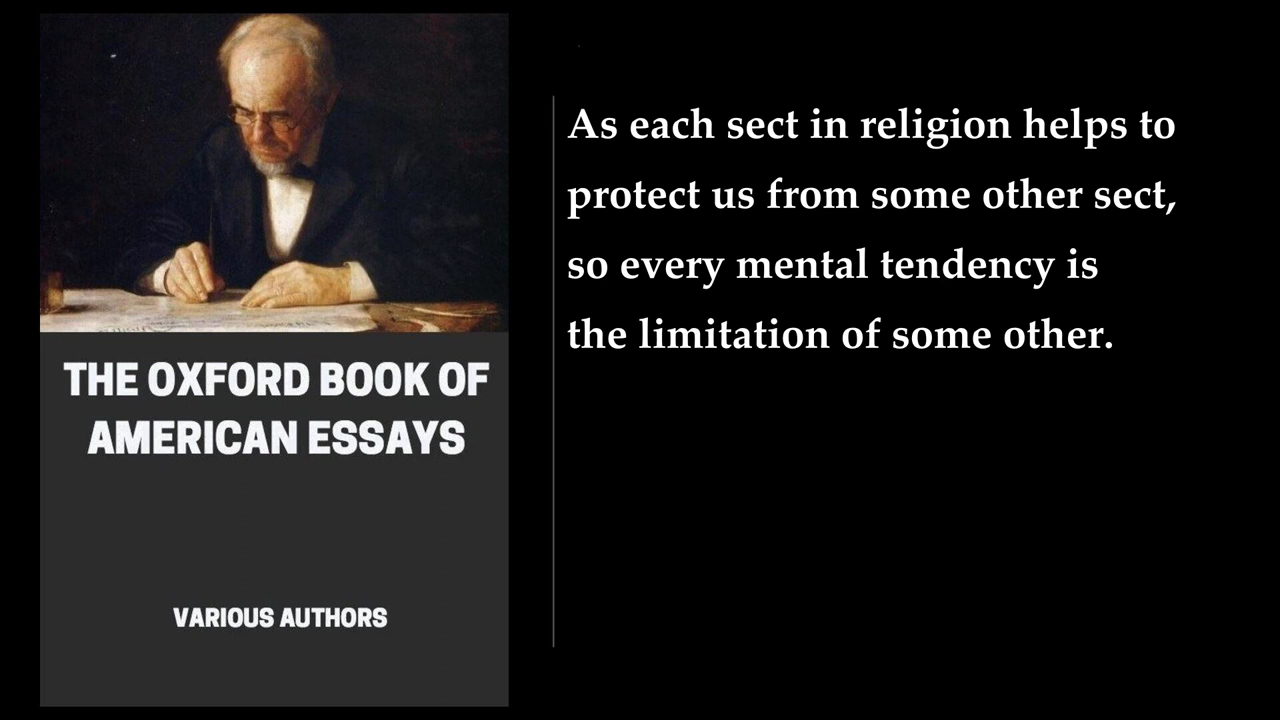 THE OXFORD BOOK OF
AMERICAN ESSAYS
VARIOUS AUTHORS
As each sect in religion helps to
protect us from some other sect,
so every mental tendency is
the limitation of some other.